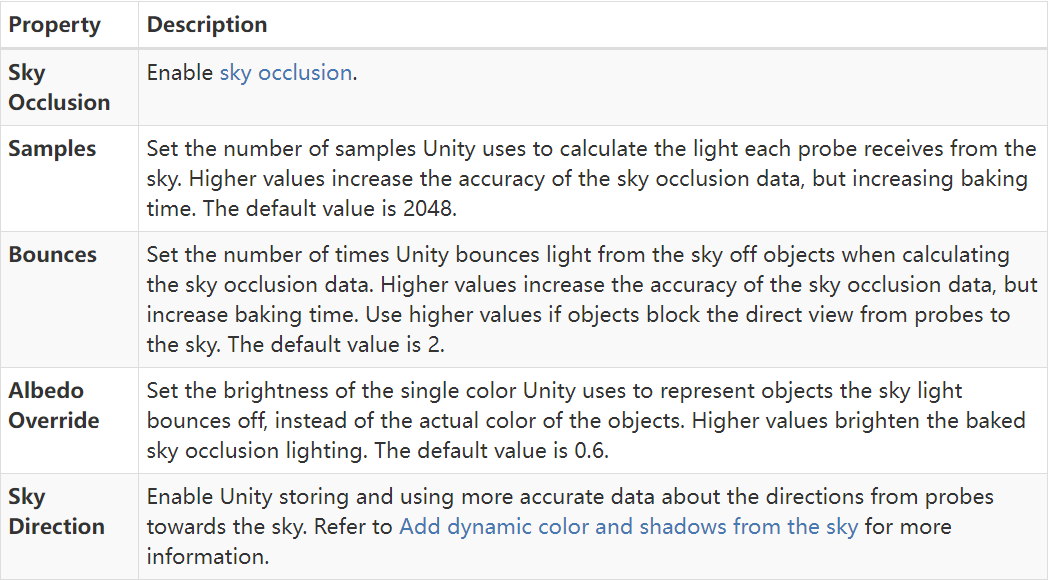 Property Description
Sky Occlusion
Enable sky occlusion.
Samples
Set the number of samples Unity uses to calculate the light each probe receives from the
sky. Higher values increase the accuracy of the sky occlusion data, but increasing baking
time. The default value is 2048.
Bounces
Set the number of times Unity bounces light from the sky off objects when calculating
the sky occlusion data. Higher values increase the accuracy of the sky occlusion data, but
increase baking time. Use higher values if objects block the direct view from probes to
the sky. The default value is 2.
Albedo
Override
Set the brightness of the single color Unity uses to represent objects the sky light
bounces off, instead of the actual color of the objects. Higher values brighten the baked
sky occlusion lighting. The default value is 0.6.
Sky
Direction
Enable Unity storing and using more accurate data about the directions from probes
towards the sky. Refer to Add dynamic color and shadows from the sky for more
information.